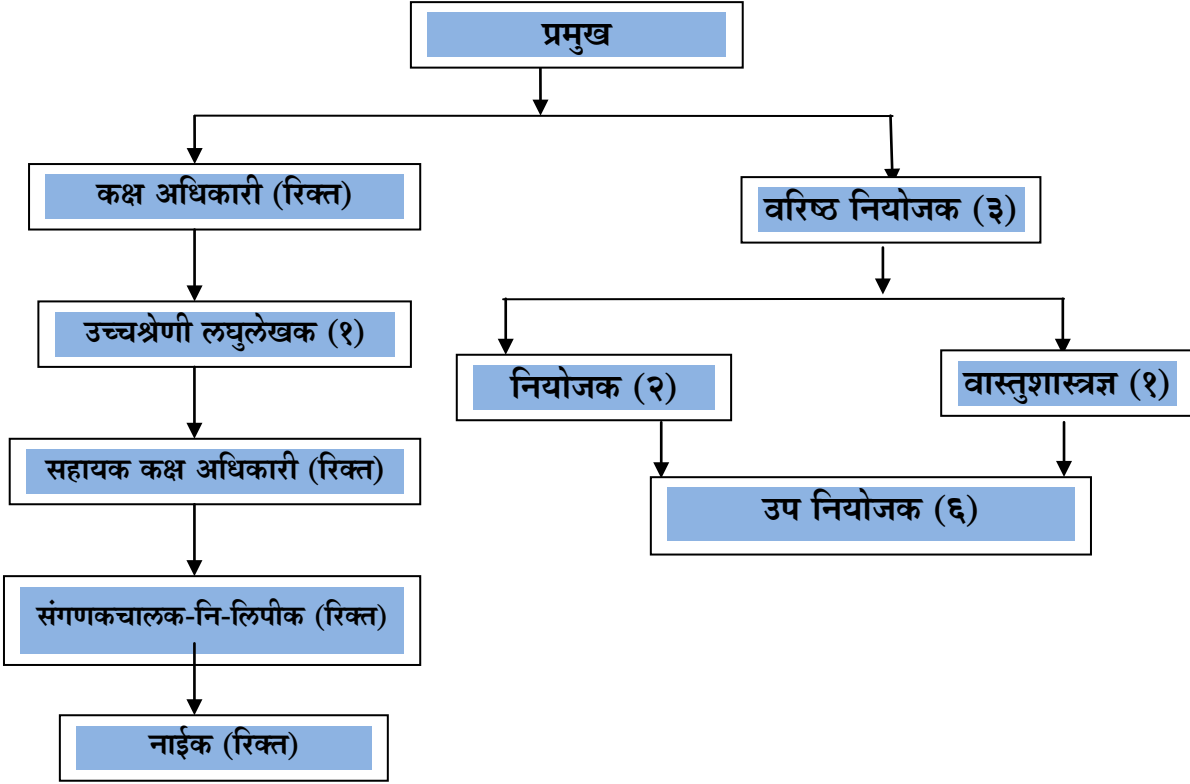 प्रमुख
कक्ष अधिकारी (रिक्त)
वरिष्ठ नियोजक (३)
उच्चश्रेणी लघुलेखक (१)
नियोजक (२)
वास्तुशास्त्रज्ञ (१)
सहायक कक्ष अधिकारी (रिक्त)
उप नियोजक (६)
संगणकचालक-नि-लिपीक (रिक्त)
नाईक (रिक्त)